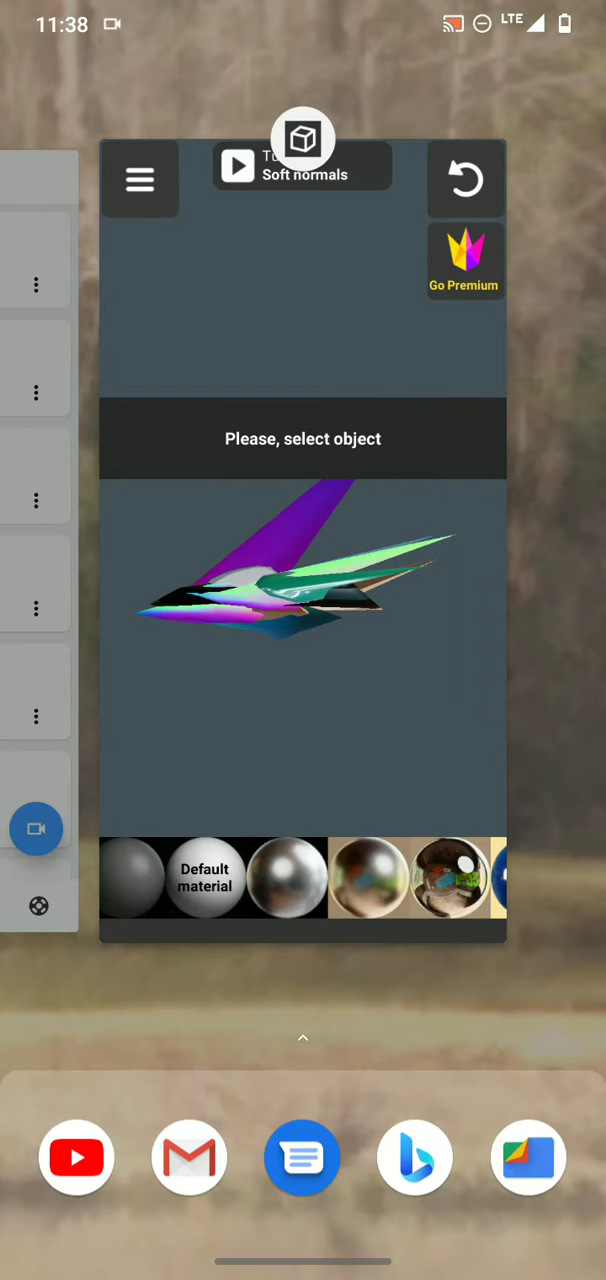 11:38
LTE
Soft normals
Go Premium
Please, select object
Default
material